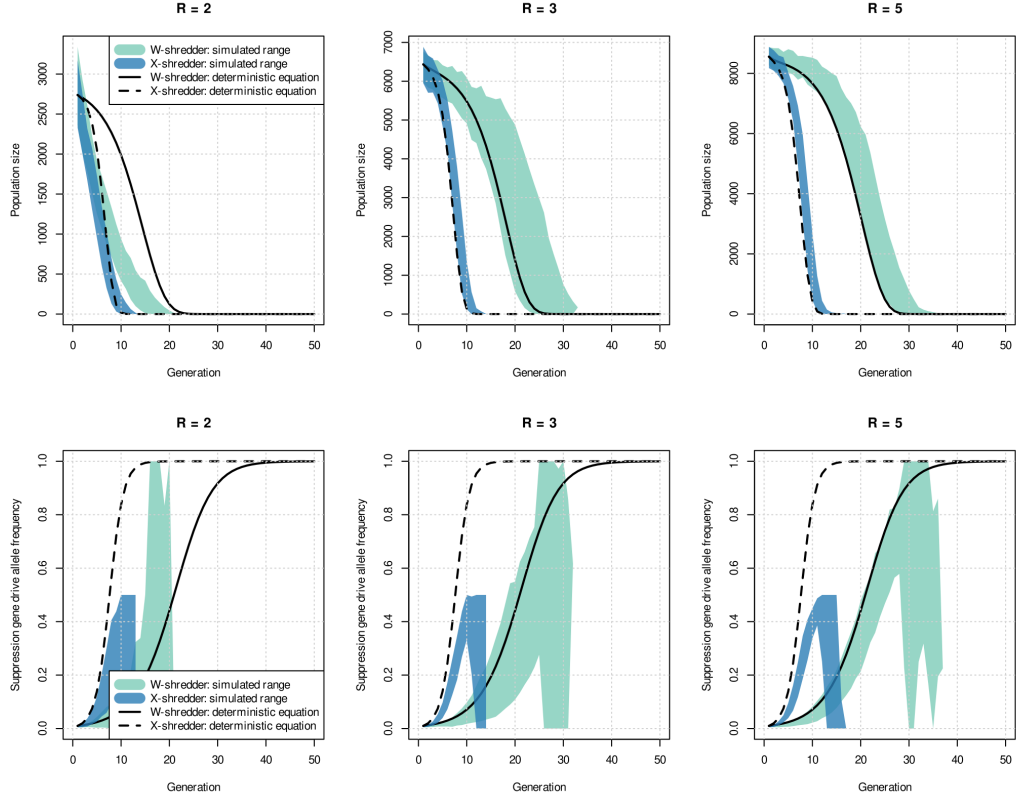 R = 2
R = 3
R = 5
Population size
0 500 1000 1500 2000 2500 3000
W-shredder: simulated range
X-shredder: simulated range
W-shredder: deterministic equation
X-shredder: deterministic equation
0 10 20 30 40 50
Generation
Population size
0 1000 2000 3000 4000 5000 6000 7000
0 10 20 30 40 50
Generation
Population size
0 2000 4000 6000 8000
0 10 20 30 40 50
Generation
R = 2
R = 3
R = 5
Suppression gene drive allele frequency
0.0 0.2 0.4 0.6 0.8 1.0
W-shredder: simulated range
X-shredder: simulated range
W-shredder: deterministic equation
X-shredder: deterministic equation
0 10 20 30 40 50
Generation
Suppression gene drive allele frequency
0.0 0.2 0.4 0.6 0.8 1.0
0 10 20 30 40 50
Generation
Suppression gene drive allele frequency
0.0 0.2 0.4 0.6 0.8 1.0
0 10 20 30 40 50
Generation